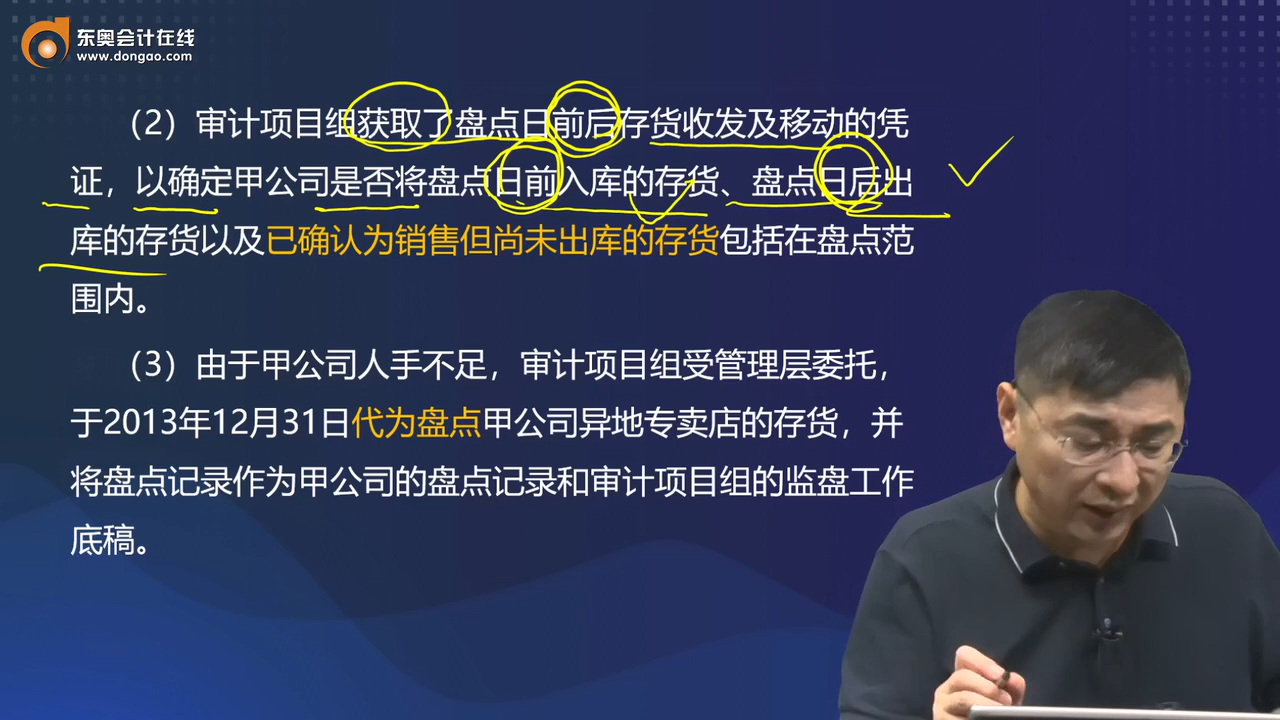 东奥会计在线
www.dongao.com
（2）审计项目组获取了盘点日前后存货收发及移动的凭
证，以确定甲公司是否将盘点日前入库的存货、盘点日后出
库的存货以及已确认为销售但尚未出库的存货包括在盘点范
围内。
（3）由于甲公司人手不足，审计项目组受管理层委托，
于2013年12月31日代为盘点甲公司异地专卖店的存货，并
将盘点记录作为甲公司的盘点记录和审计项目组的监盘工作
底稿。